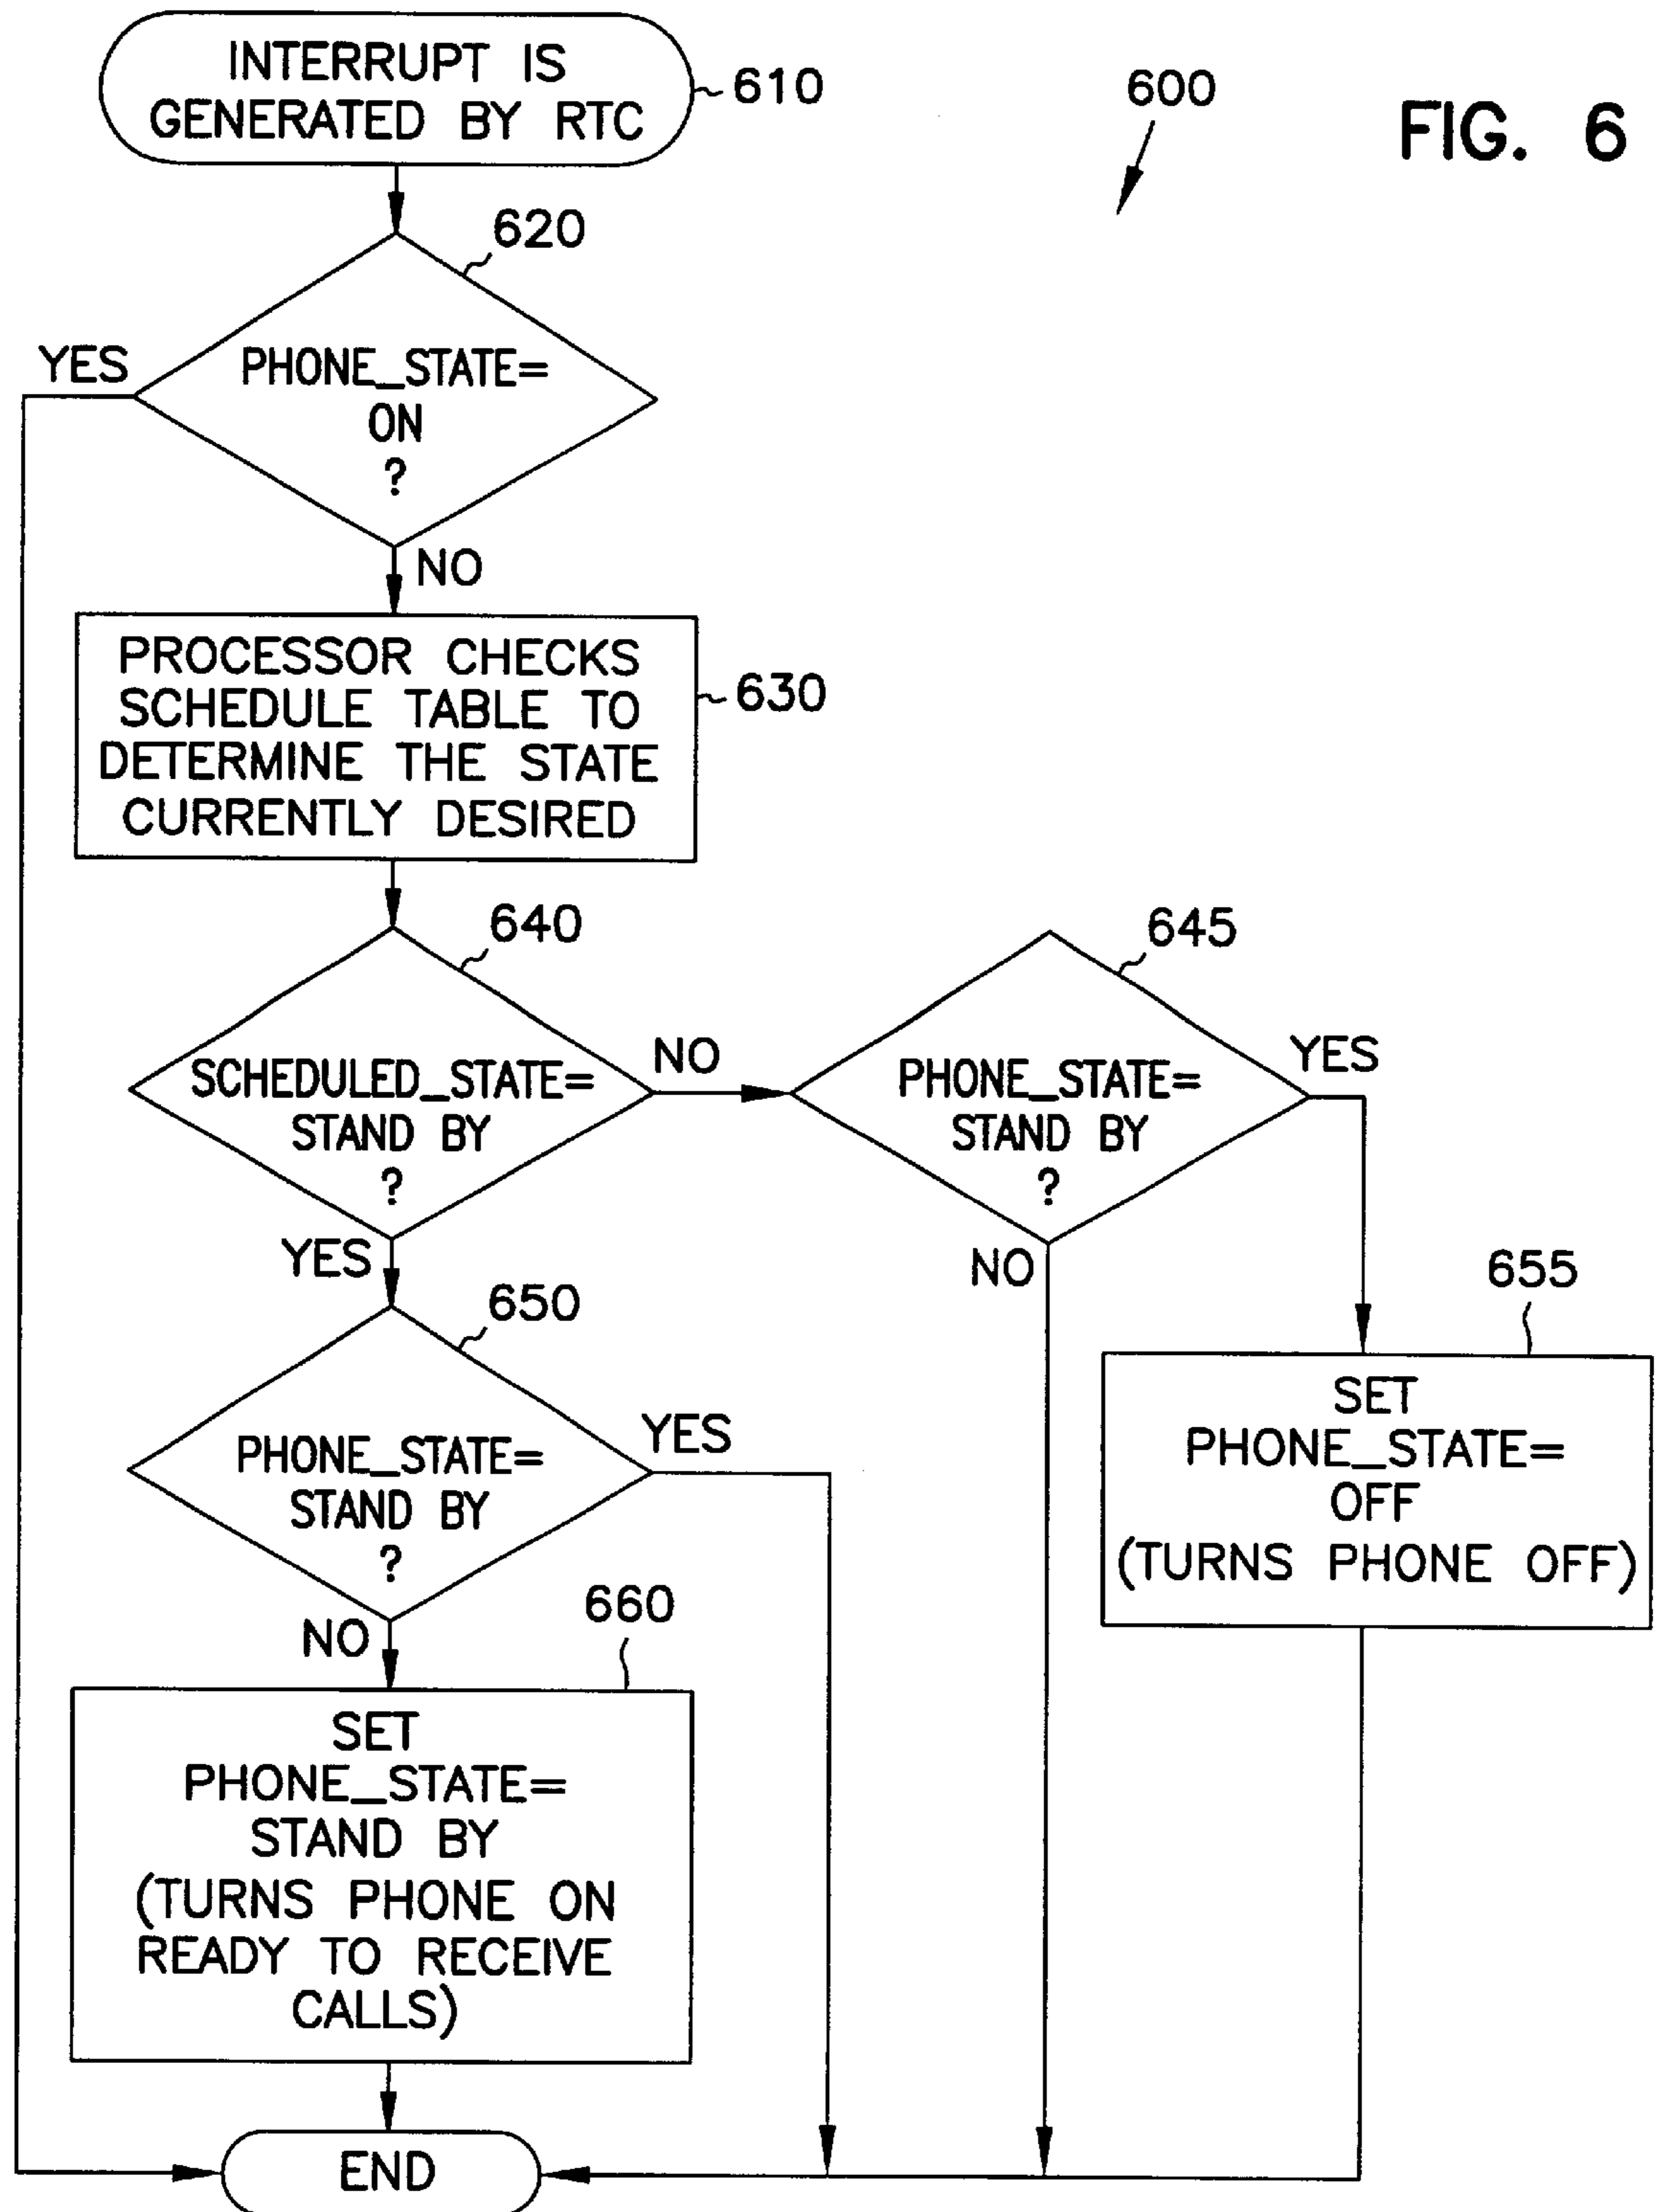 FIG. 6
600
INTERRUPT IS
GENERATED BY RTC
610
620
PHONE_STATE=
ON
?
YES
NO
PROCESSOR CHECKS
SCHEDULE TABLE TO
DETERMINE THE STATE
CURRENTLY DESIRED
630
640
SCHEDULED_STATE=
STAND BY
?
NO
YES
645
PHONE_STATE=
STAND BY
?
YES
NO
650
PHONE_STATE=
STAND BY
?
YES
NO
655
SET
PHONE_STATE=
OFF
(TURNS PHONE OFF)
660
SET
PHONE_STATE=
STAND BY
(TURNS PHONE ON
READY TO RECEIVE
CALLS)
END